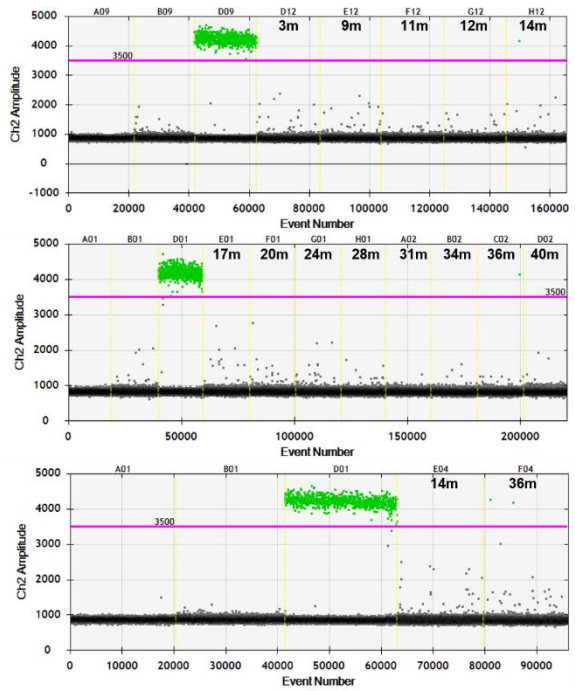 A09 B09 D09 D12 E12 F12 G12 H12
3m 9m 11m 12m 14m
5000
4000
3500
3000
2000
1000
0
-1000
Ch2 Amplitude
0 20000 40000 60000 80000 100000 120000 140000 160000
Event Number
A01 B01 D01 E01 F01 G01 H01 A02 B02 C02 D02
17m 20m 24m 28m 31m 34m 36m 40m
5000
4000
3500
3000
2000
1000
0
Ch2 Amplitude
0 50000 100000 150000 200000
Event Number
A01 B01 D01 E04 F04
14m 36m
5000
4000
3500
3000
2000
1000
0
Ch2 Amplitude
0 10000 20000 30000 40000 50000 60000 70000 80000 90000
Event Number